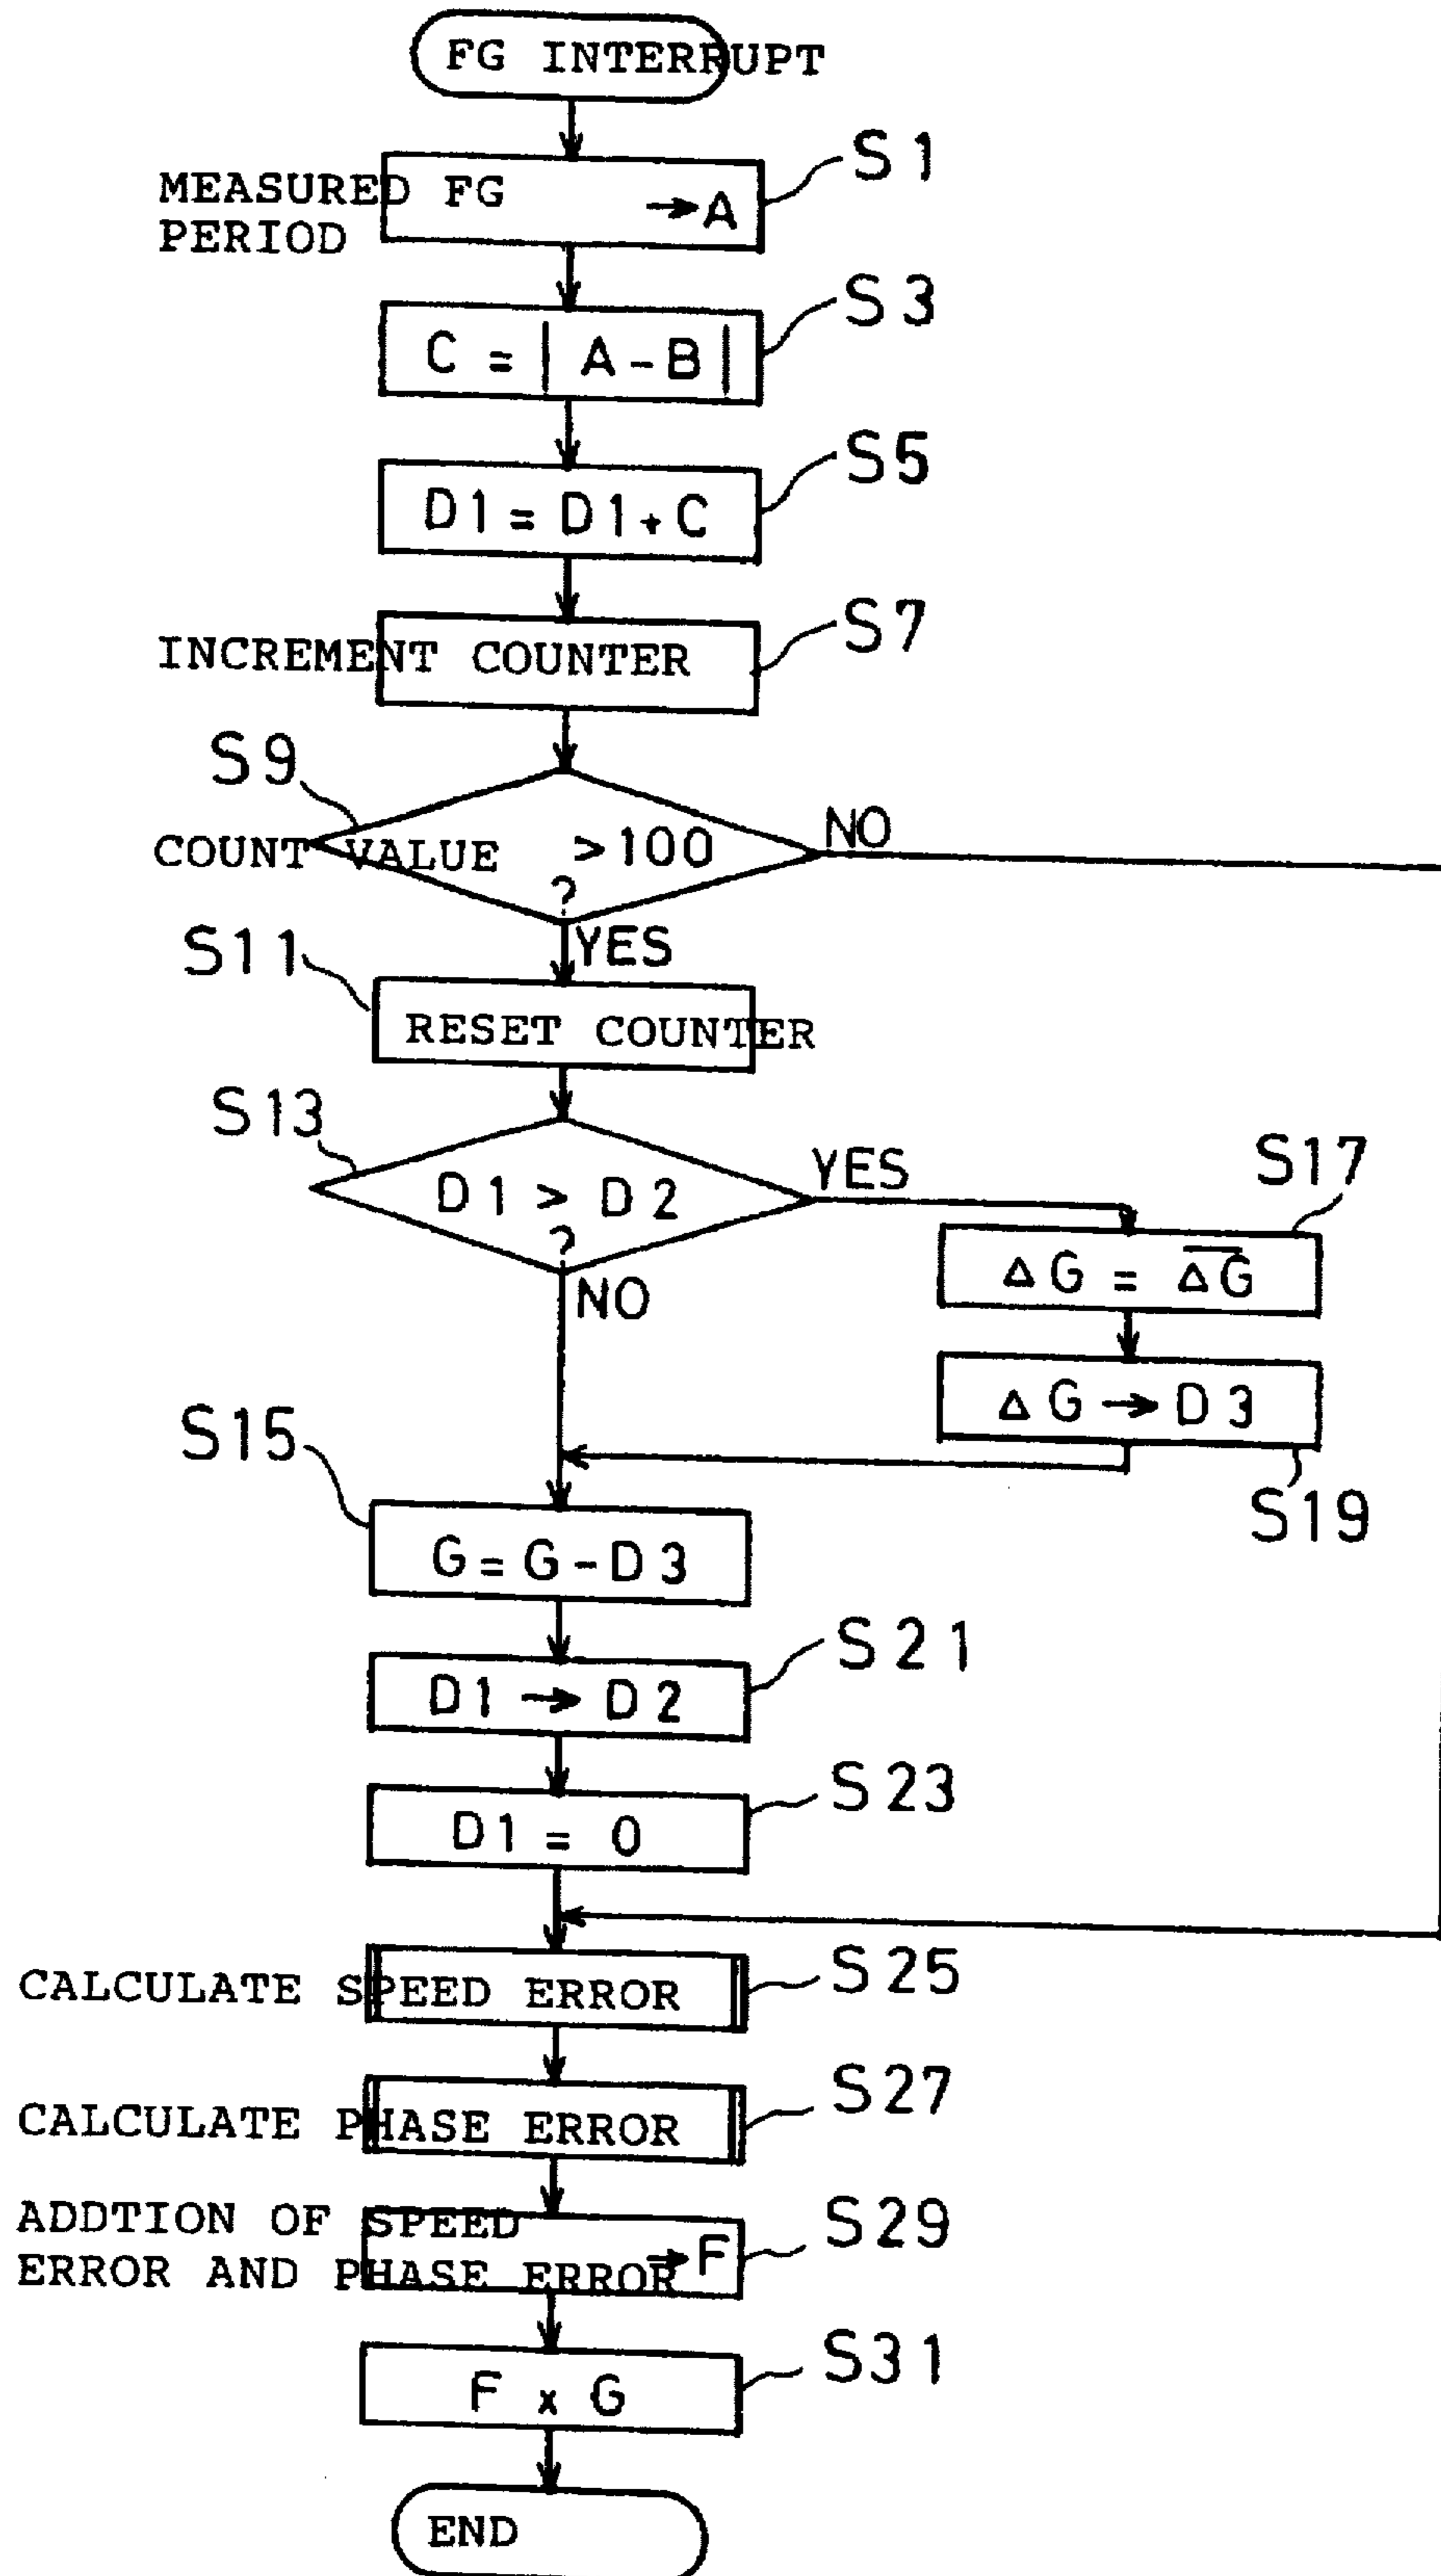 FG INTERRUPT
S1
MEASURED FG
PERIOD
→A
S3
C = | A - B |
S5
D1 = D1 + C
S7
INCREMENT COUNTER
S9
COUNT VALUE >100
?
NO
YES
S11
RESET COUNTER
S13
D1 > D2
?
YES
NO
S17
ΔG = \overline{ΔG}
ΔG → D3
S19
S15
G = G - D3
S21
D1 → D2
S23
D1 = 0
S25
CALCULATE SPEED ERROR
S27
CALCULATE PHASE ERROR
S29
ADDTION OF SPEED
ERROR AND PHASE ERROR → F
S31
F x G
END